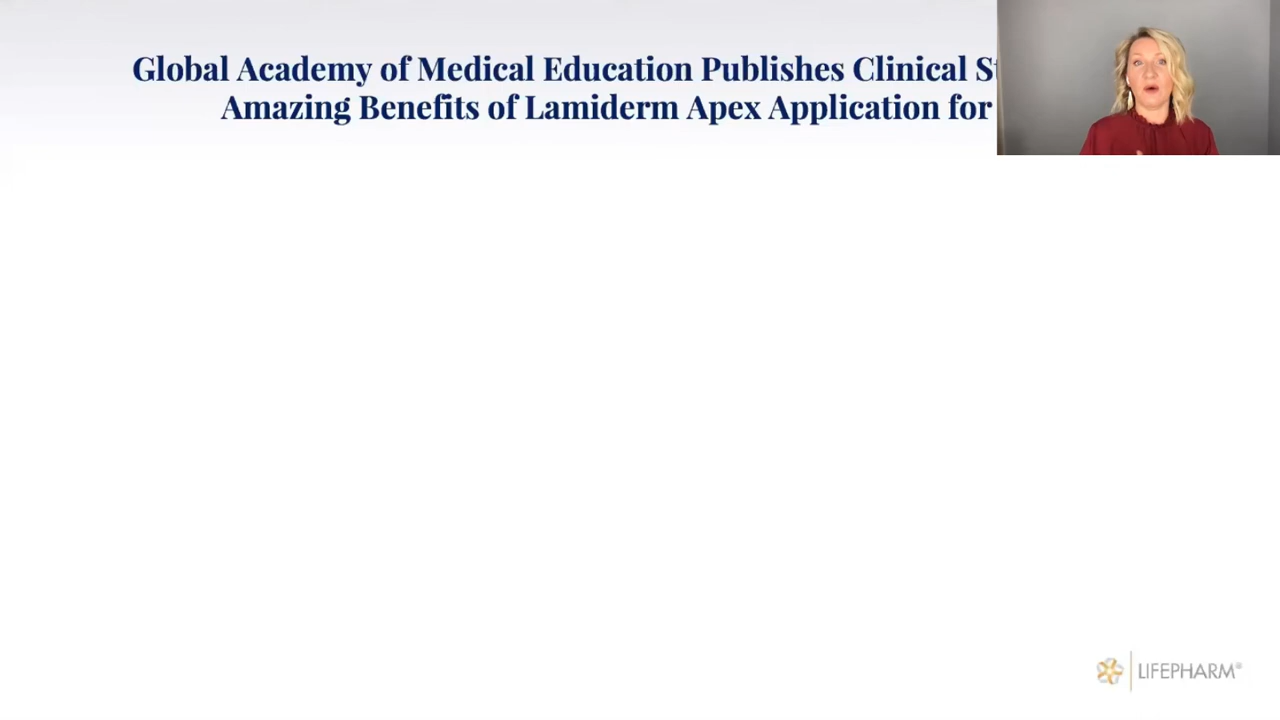 Global Academy of Medical Education Publishes Clinical
Amazing Benefits of Lamiderm Apex Application for
LIFEPHARM®